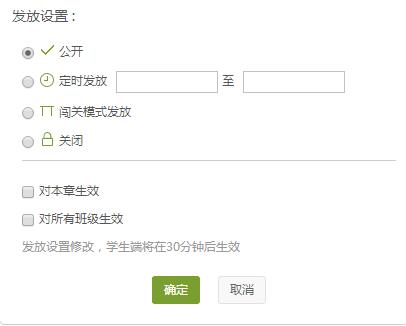 发放设置：
公开
定时发放 至
闯关模式发放
关闭
对本章生效
对所有班级生效
发放设置修改，学生端将在30分钟后生效
确定 取消